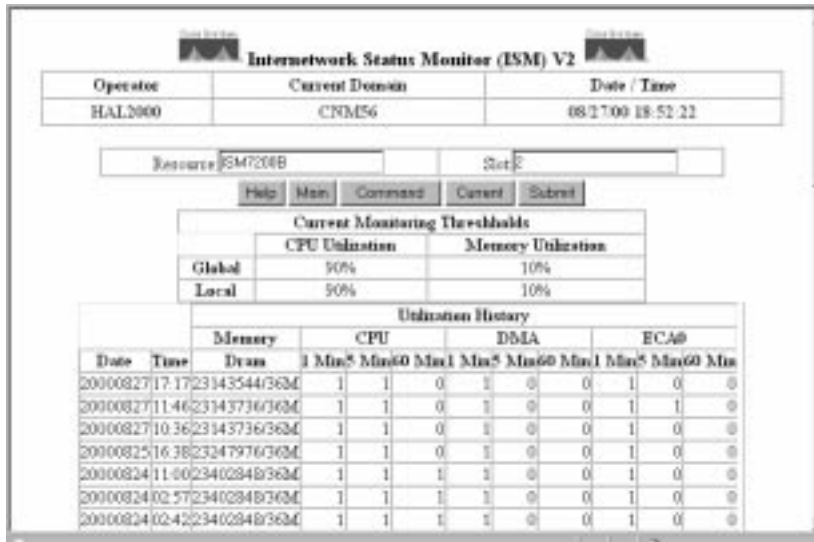 Internetwork Status Monitor (ISM) V2
Operator Current Domain Date / Time
HAL2000 CNM56 08/27/00 18:52:22
Resource ISM7200B Slot 2
Help Main Command Current Submit
Current Monitoring Threshholds
CPU Utilization Memory Utilization
Global 90% 10%
Local 90% 10%
Utilization History
Memory CPU DMA ECA0
Date Time Dram 1 Min 5 Min 60 Min 1 Min 5 Min 60 Min 1 Min 5 Min 60 Min
20000827 17:17 23143544/36M 1 1 0 1 0 0 1 0 0
20000827 11:46 23143736/36M 1 1 0 1 0 0 1 1 0
20000827 10:36 23143736/36M 1 1 0 1 0 0 1 0 0
20000825 16:38 23247976/36M 1 1 0 1 0 0 1 0 0
20000824 11:00 23402848/36M 1 1 1 1 0 0 1 0 0
20000824 02:57 23402848/36M 1 1 1 1 0 0 1 0 0
20000824 02:42 23402848/36M 1 1 1 1 0 0 1 0 0